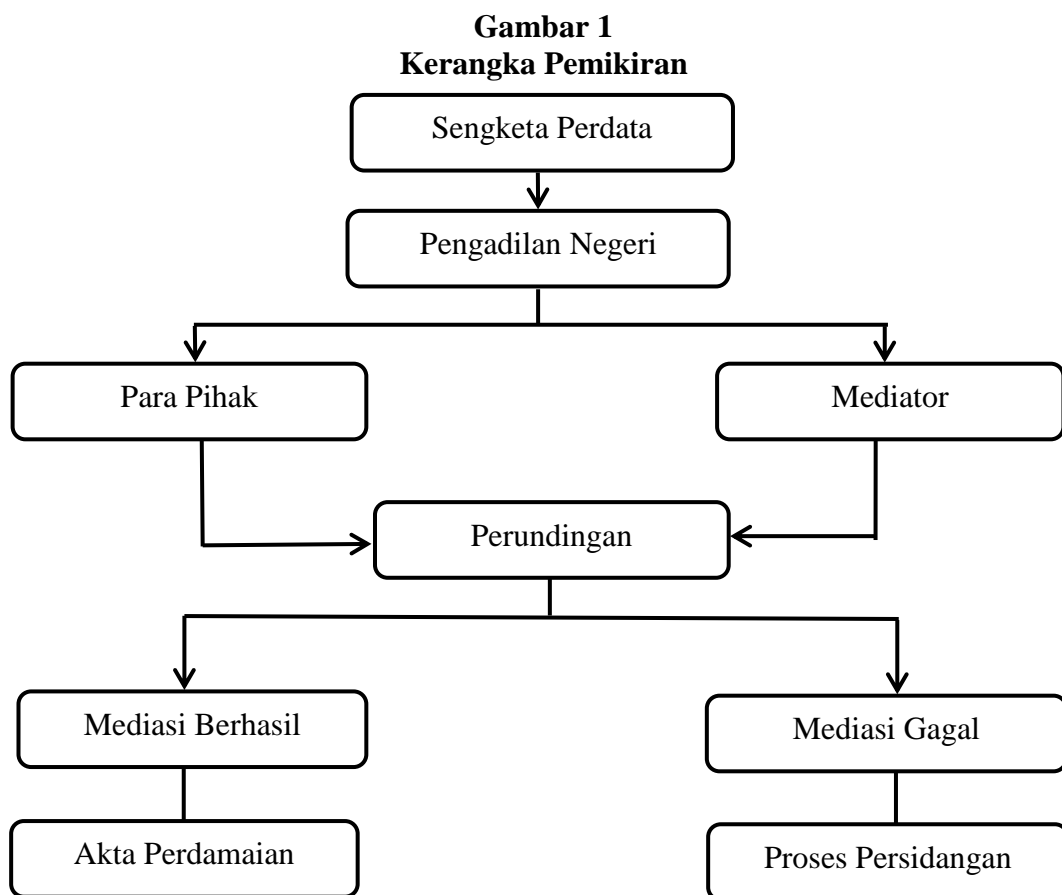 Gambar 1
Kerangka Pemikiran
Sengketa Perdata
Pengadilan Negeri
Para Pihak
Mediator
Perundingan
Mediasi Berhasil
Mediasi Gagal
Akta Perdamaian
Proses Persidangan